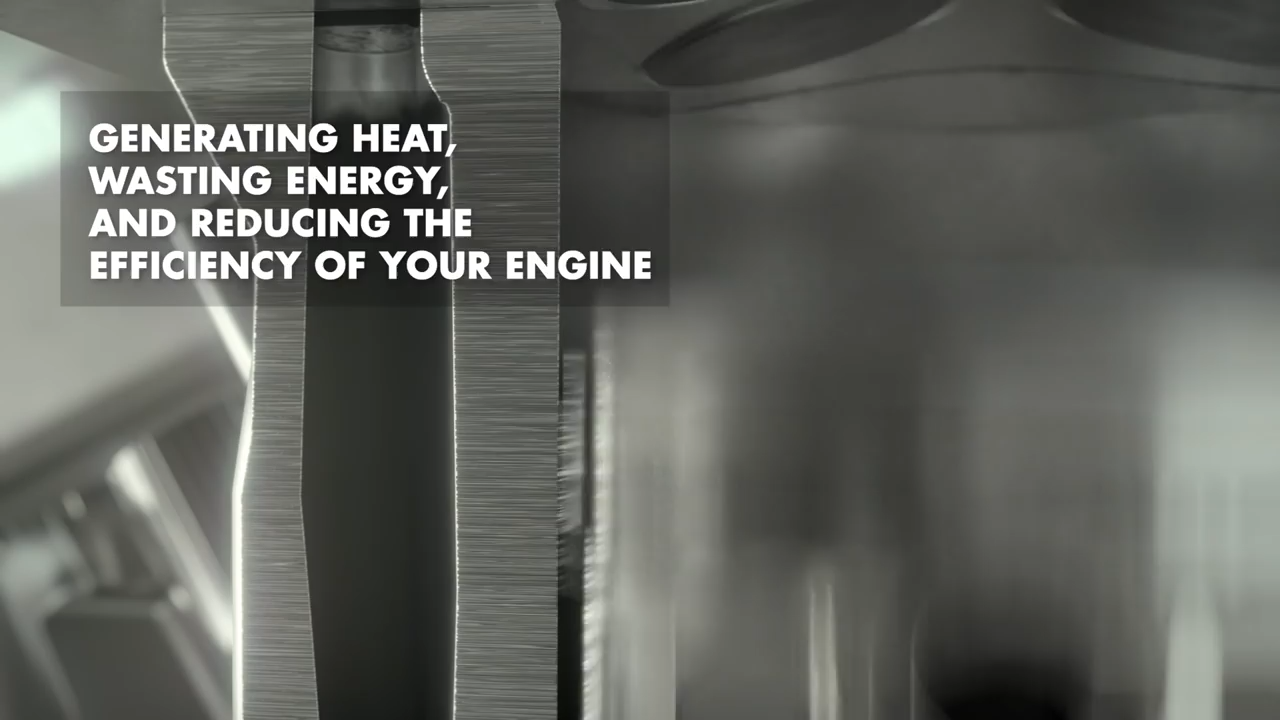 GENERATING HEAT,
WASTING ENERGY,
AND REDUCING THE
EFFICIENCY OF YOUR ENGINE